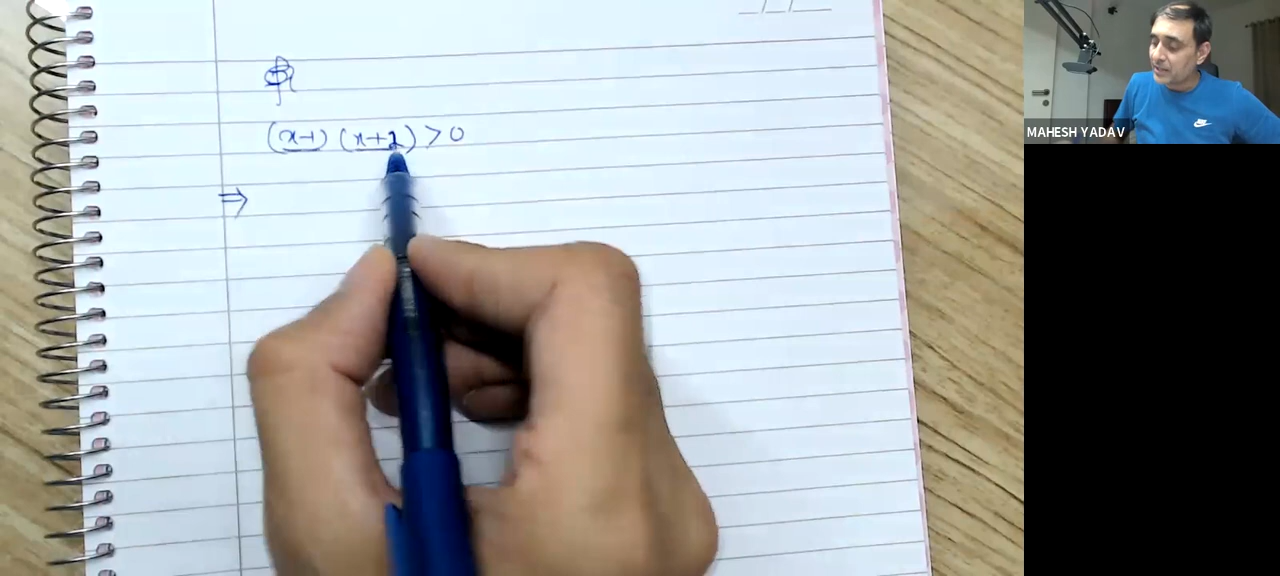 (x-1) (x+2) > 0
⇒
MAHESH YADAV